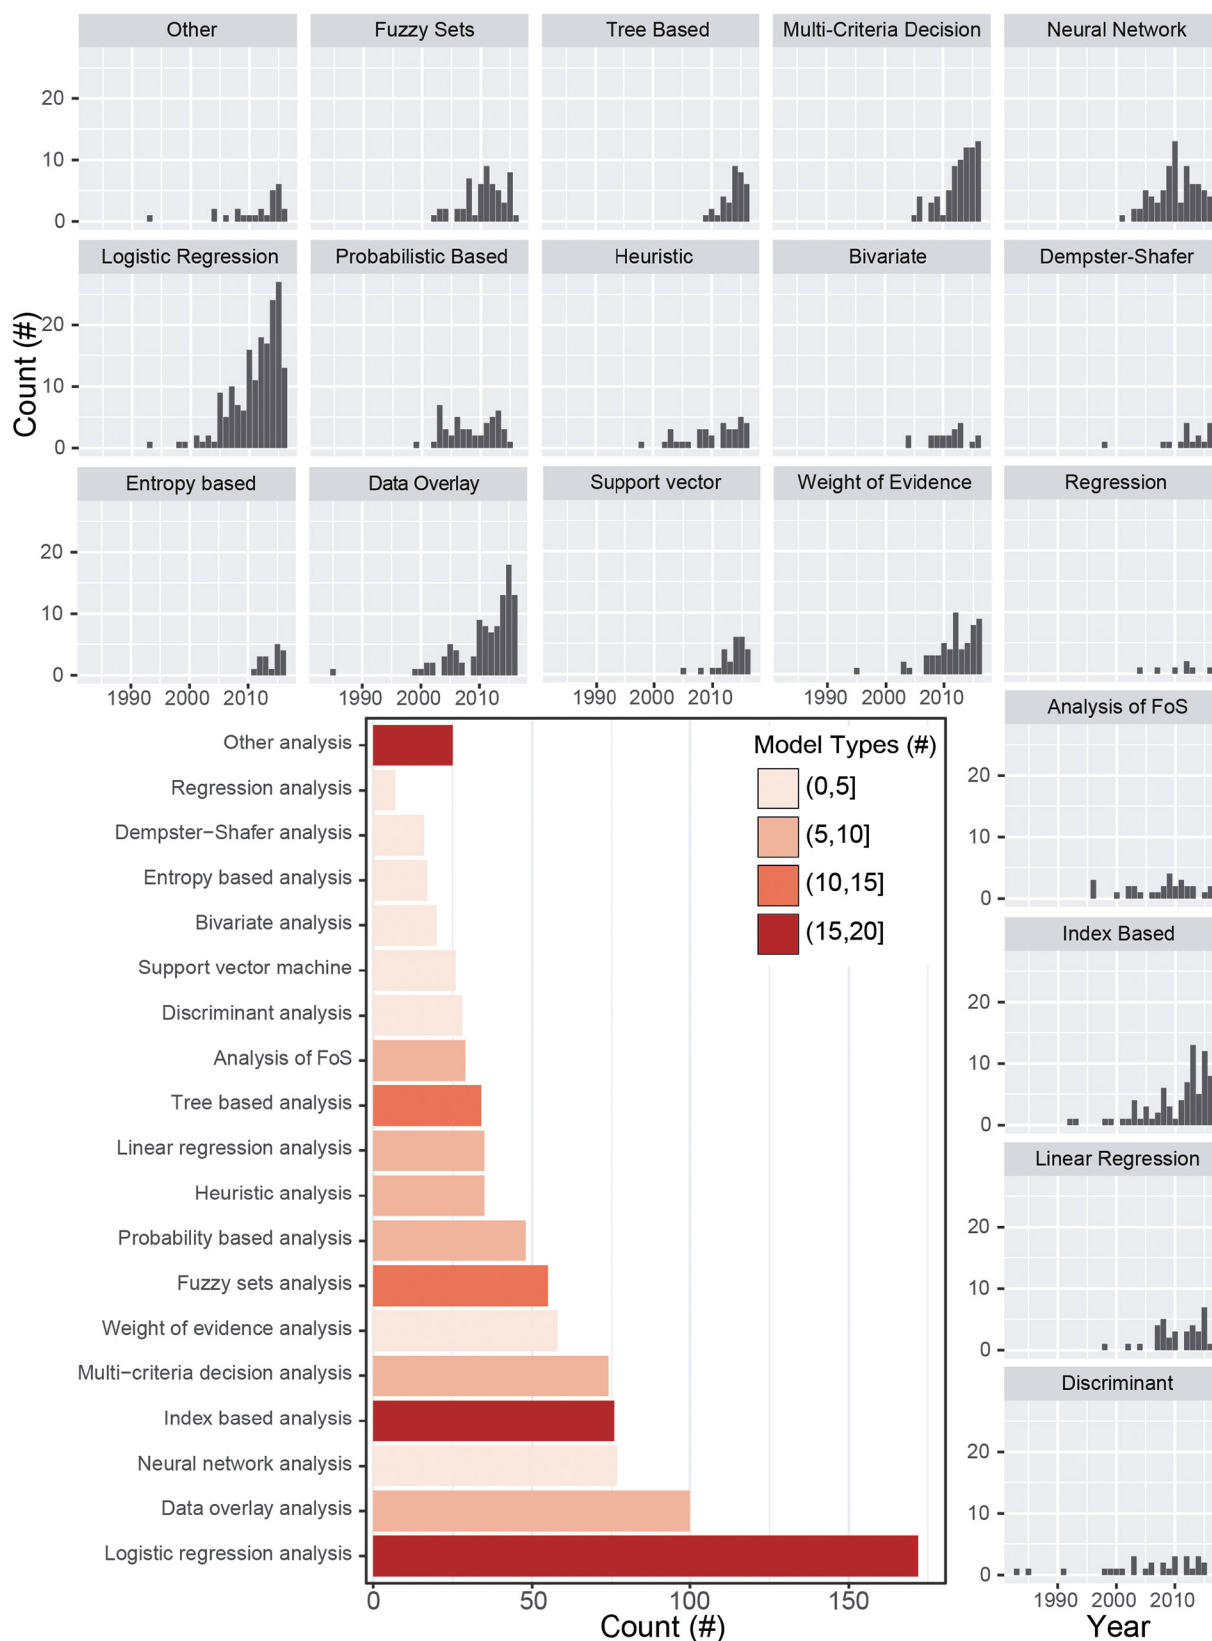 Other
Fuzzy Sets
Tree Based
Multi-Criteria Decision
Neural Network
20
10
0
Logistic Regression
Probabilistic Based
Heuristic
Bivariate
Dempster-Shafer
Count (#)
20
10
0
Entropy based
Data Overlay
Support vector
Weight of Evidence
Regression
20
10
0
1990 2000 2010
1990 2000 2010
1990 2000 2010
1990 2000 2010
Analysis of FoS
20
10
0
Index Based
20
10
0
Linear Regression
20
10
0
Discriminant
20
10
0
1990 2000 2010
Year
Other analysis
Regression analysis
Dempster−Shafer analysis
Entropy based analysis
Bivariate analysis
Support vector machine
Discriminant analysis
Analysis of FoS
Tree based analysis
Linear regression analysis
Heuristic analysis
Probability based analysis
Fuzzy sets analysis
Weight of evidence analysis
Multi−criteria decision analysis
Index based analysis
Neural network analysis
Data overlay analysis
Logistic regression analysis
Model Types (#)
(0,5]
(5,10]
(10,15]
(15,20]
0 50 100 150
Count (#)